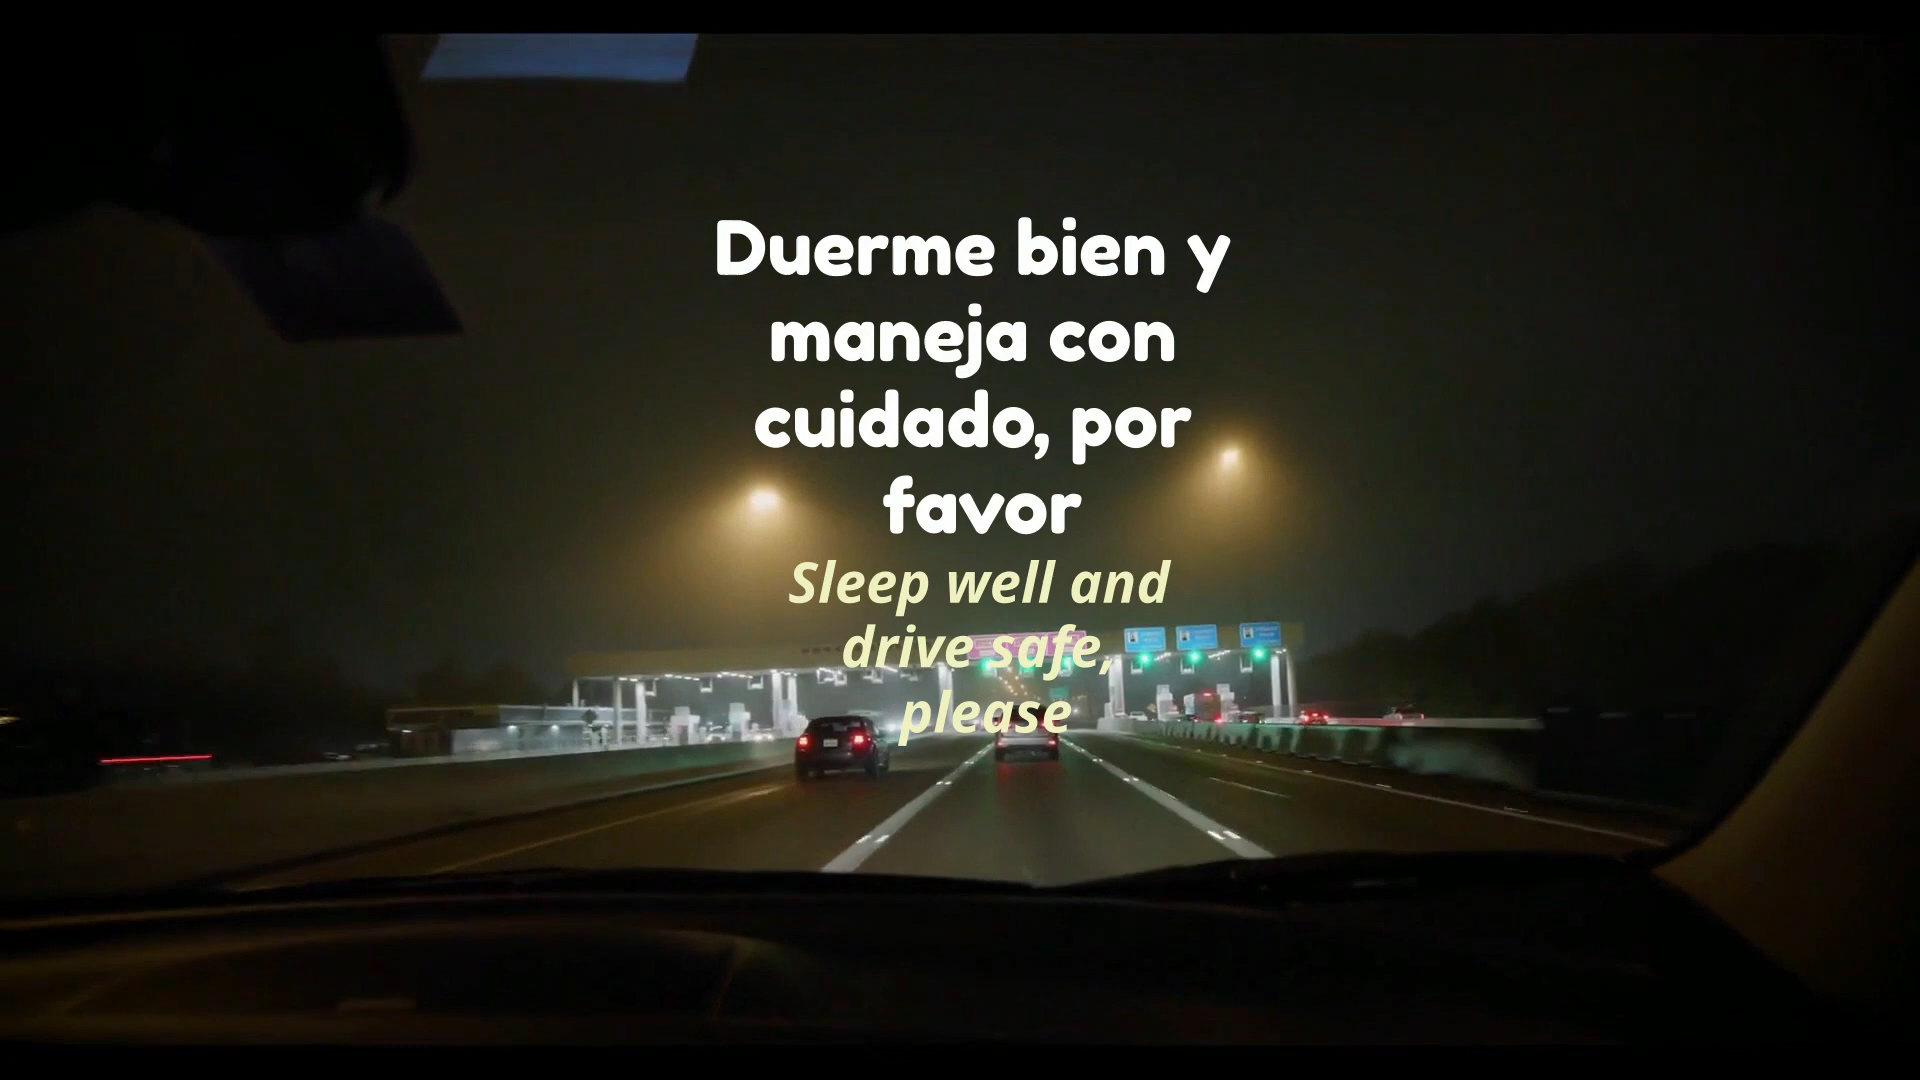 Duerme bien y
maneja con
cuidado, por
favor
Sleep well and
drive safe,
please